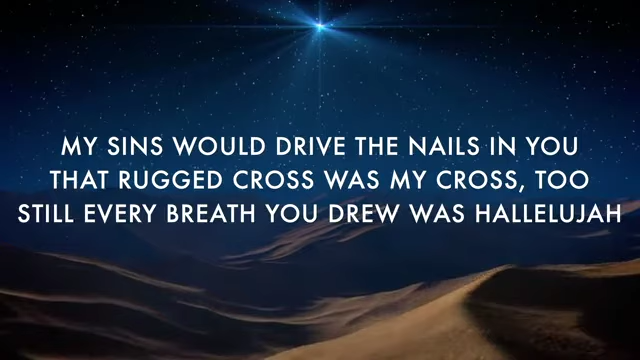 MY SINS WOULD DRIVE THE NAILS IN YOU
THAT RUGGED CROSS WAS MY CROSS, TOO
STILL EVERY BREATH YOU DREW WAS HALLELUJAH